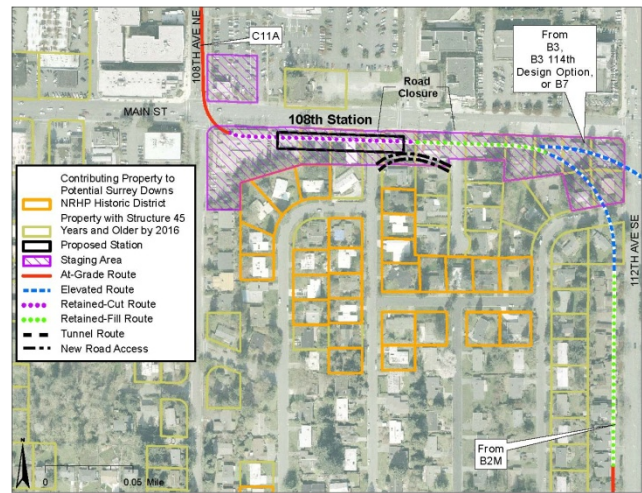 108TH AVE NE
C11A
From
B3,
B3 114th
Design Option,
or B7
MAIN ST
Road
Closure
108th Station
Contributing Property to
Potential Surrey Downs
NRHP Historic District
Property with Structure 45
Years and Older by 2016
Proposed Station
Staging Area
At-Grade Route
Elevated Route
Retained-Cut Route
Retained-Fill Route
Tunnel Route
New Road Access
112TH AVE SE
From
B2M
N
0
0.05 Mile